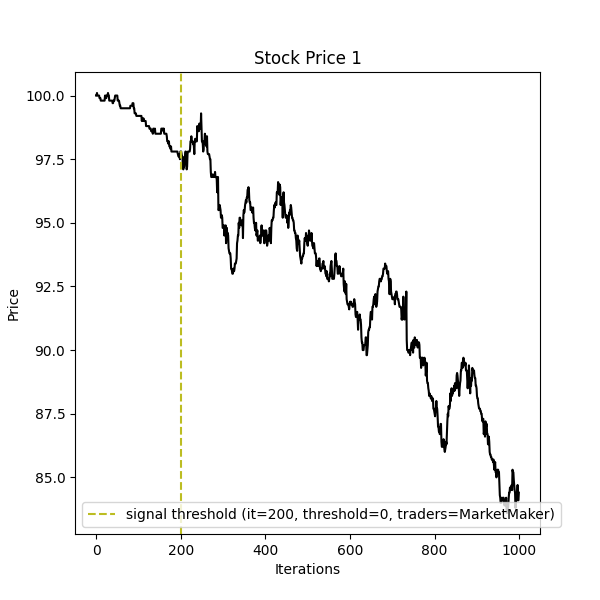 Stock Price 1
Price
100.0
97.5
95.0
92.5
90.0
87.5
85.0
signal threshold (it=200, threshold=0, traders=MarketMaker)
0 200 400 600 800 1000
Iterations